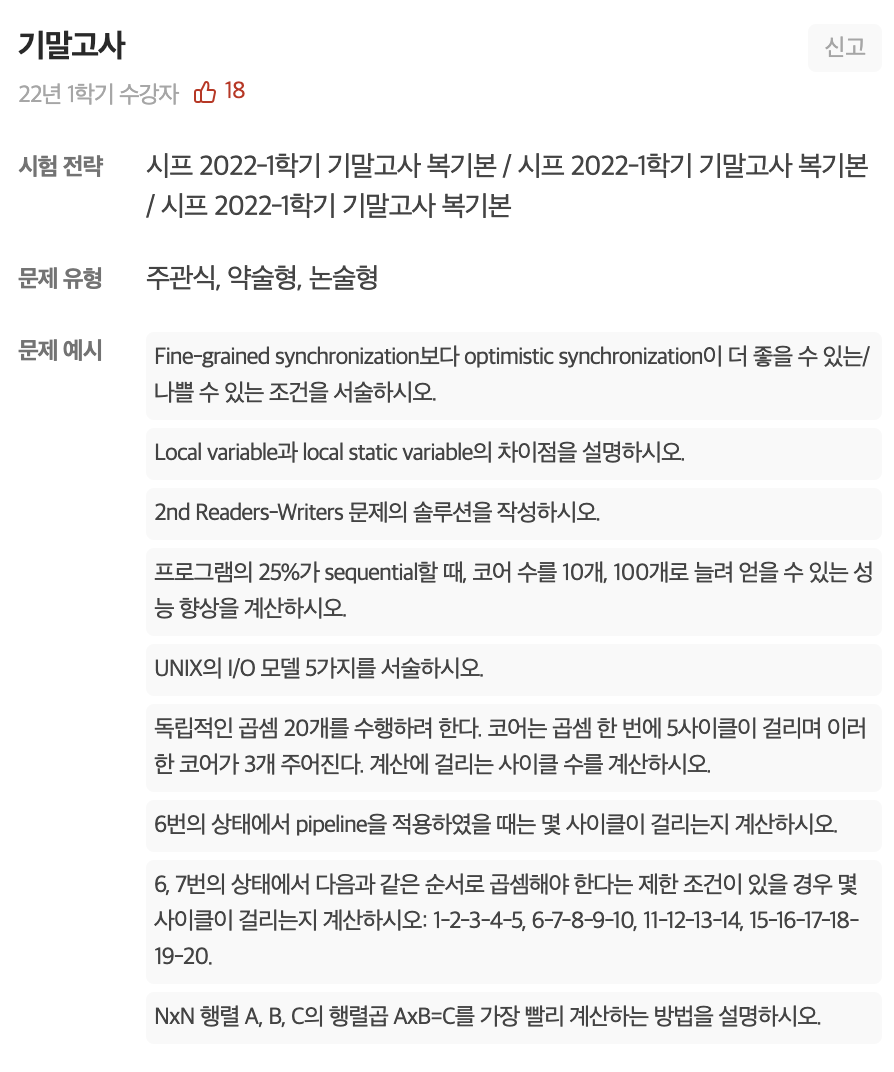 기말고사
신고
22년 1학기 수강자 18
시험 전략
시프 2022-1학기 기말고사 복기본 / 시프 2022-1학기 기말고사 복기본
/ 시프 2022-1학기 기말고사 복기본
문제 유형
주관식, 약술형, 논술형
문제 예시
Fine-grained synchronization보다 optimistic synchronization이 더 좋을 수 있는/
나쁠 수 있는 조건을 서술하시오.
Local variable과 local static variable의 차이점을 설명하시오.
2nd Readers-Writers 문제의 솔루션을 작성하시오.
프로그램의 25%가 sequential할 때, 코어 수를 10개, 100개로 늘려 얻을 수 있는 성
능 향상을 계산하시오.
UNIX의 I/O 모델 5가지를 서술하시오.
독립적인 곱셈 20개를 수행하려 한다. 코어는 곱셈 한 번에 5사이클이 걸리며 이러
한 코어가 3개 주어진다. 계산에 걸리는 사이클 수를 계산하시오.
6번의 상태에서 pipeline을 적용하였을 때는 몇 사이클이 걸리는지 계산하시오.
6, 7번의 상태에서 다음과 같은 순서로 곱셈해야 한다는 제한 조건이 있을 경우 몇
사이클이 걸리는지 계산하시오: 1-2-3-4-5, 6-7-8-9-10, 11-12-13-14, 15-16-17-18-
19-20.
NxN 행렬 A, B, C의 행렬곱 AxB=C를 가장 빨리 계산하는 방법을 설명하시오.